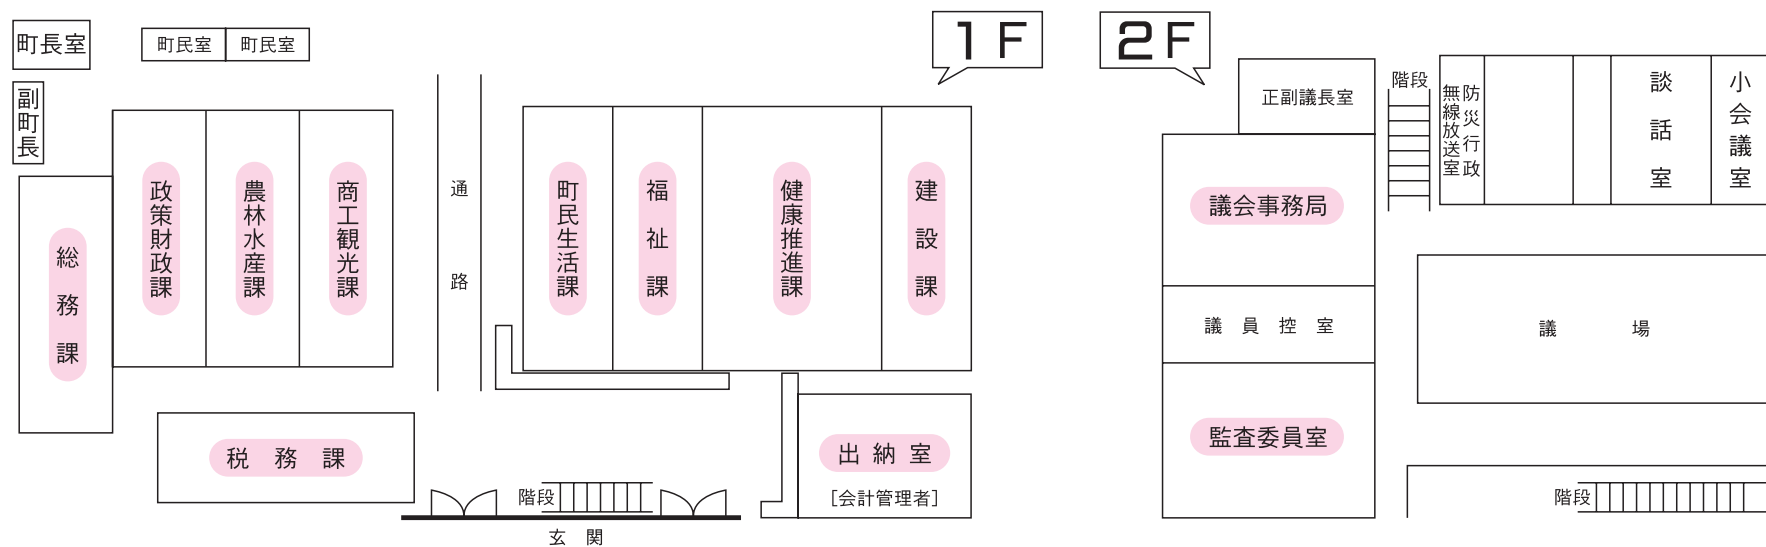 1F
町長室
副町長
町民室
町民室
総務課
政策財政課
農林水産課
商工観光課
通路
町民生活課
福祉課
健康推進課
建設課
税務課
出納室
[会計管理者]
階段
玄関
2F
正副議長室
階段
防災行政
無線放送室
談話室
小会議室
議会事務局
議員控室
議場
監査委員室
階段